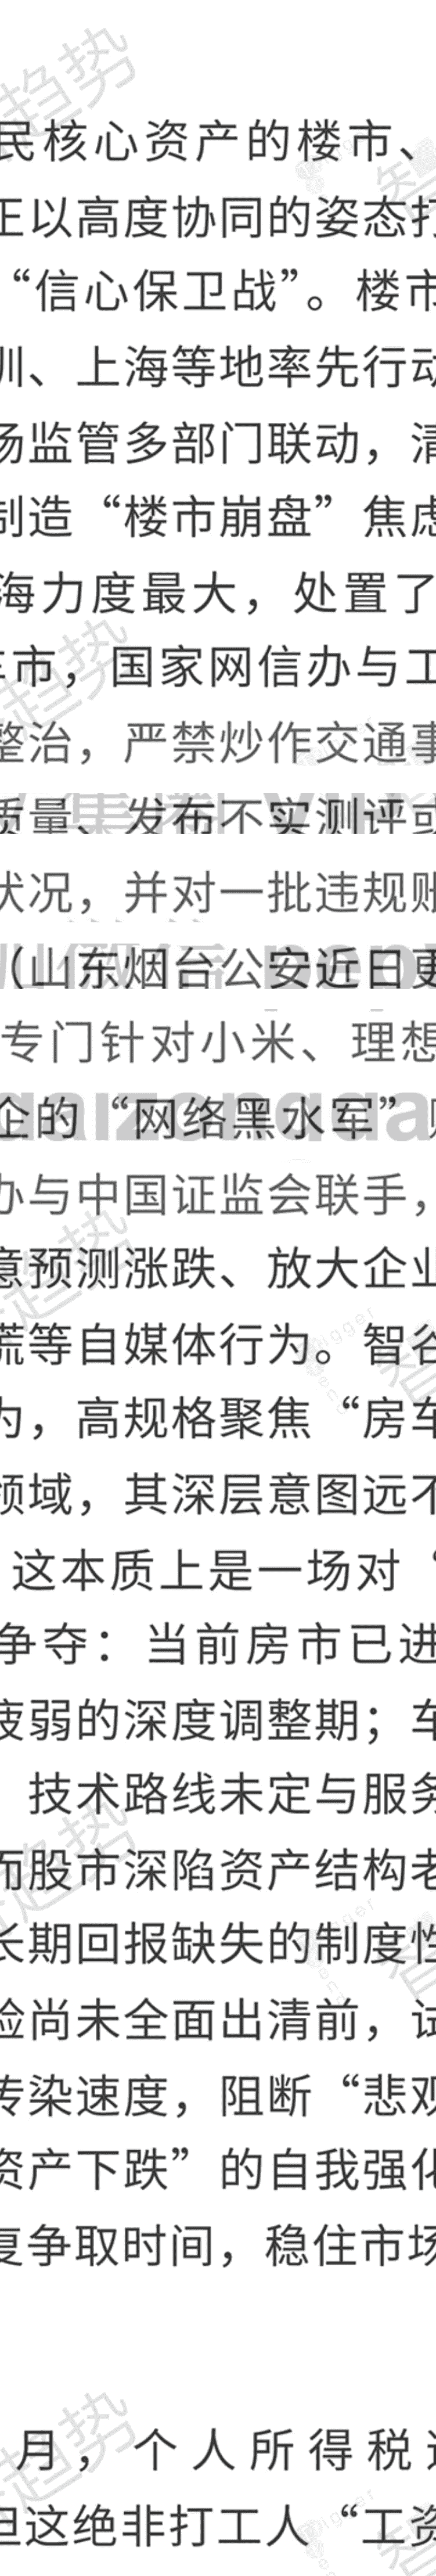 民核心资产的楼市、
正以高度协同的姿态打
“信心保卫战”。楼市
圳、上海等地率先行动
场监管多部门联动，清
制造“楼市崩盘”焦虑
海力度最大，处置了
车市，国家网信办与工
整治，严禁炒作交通事
质量、发布不实测评或
状况，并对一批违规账
（山东烟台公安近日更
专门针对小米、理想
企的“网络黑水军”
办与中国证监会联手，
意预测涨跌、放大企业
慌等自媒体行为。智谷
为，高规格聚焦“房车
领域，其深层意图远不
这本质上是一场对“
争夺：当前房市已进
疲弱的深度调整期；车
技术路线未定与服务
而股市深陷资产结构老
长期回报缺失的制度性
险尚未全面出清前，试
传染速度，阻断“悲观
资产下跌”的自我强化
复争取时间，稳住市场
月，个人所得税
但这绝非打工人“工资